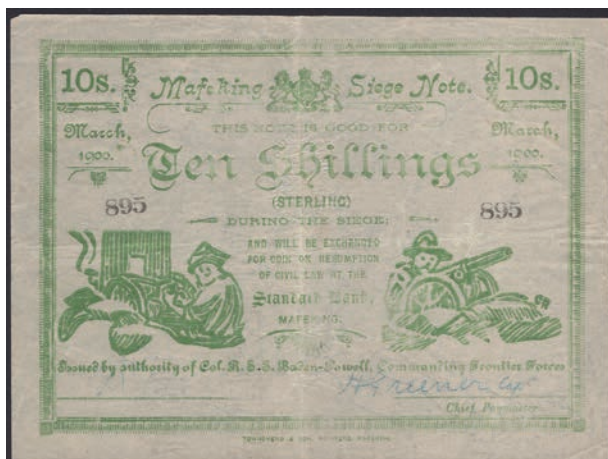 10s. Mafeking Siege Note. 10s.
March, 1900. March, 1900.
THIS NOTE IS GOOD FOR
Ten Shillings
(STERLING)
895 895
DURING THE SIEGE;
AND WILL BE EXCHANGED
FOR COIN ON RESUMPTION
OF CIVIL LAW AT THE
Standard Bank,
MAFEKING.
Issued by authority of Col. R. S. S. Baden-Powell, Commanding Frontier Forces
H Greener Capt
Chief Paymaster